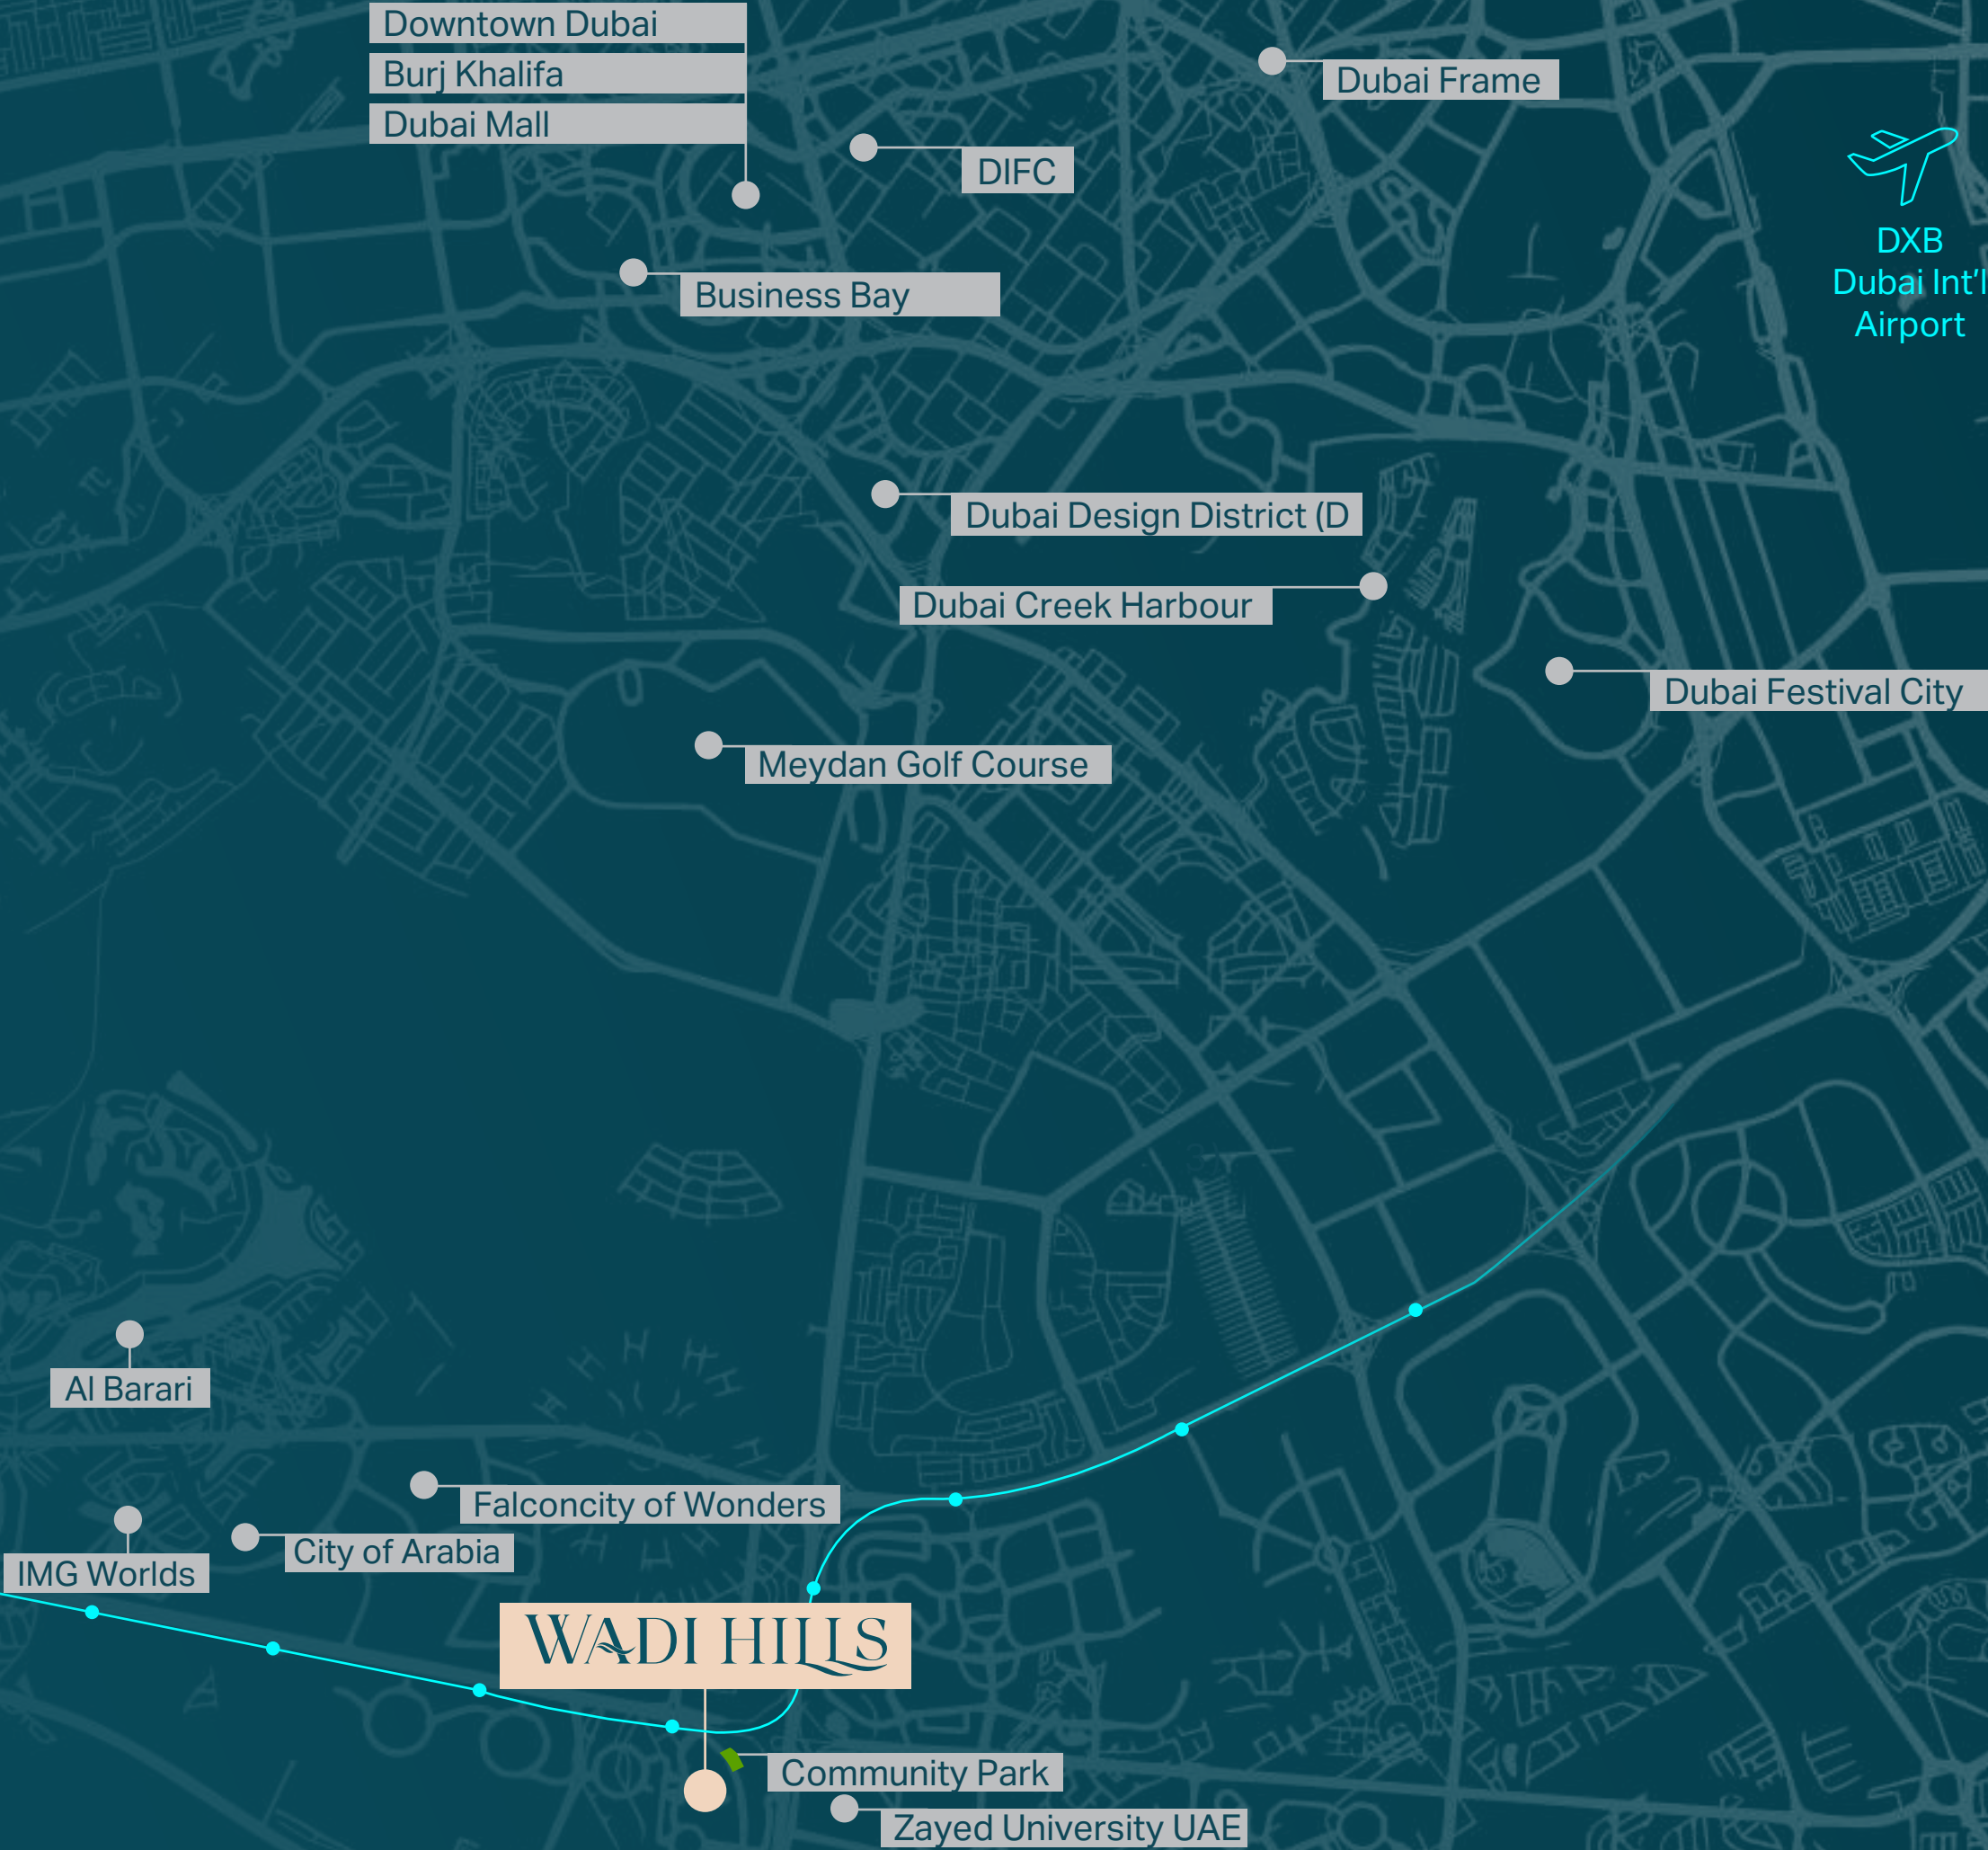 Downtown Dubai
Burj Khalifa
Dubai Mall
Dubai Frame
DIFC
DXB
Dubai Int'l
Airport
Business Bay
Dubai Design District (D
Dubai Creek Harbour
Dubai Festival City
Meydan Golf Course
Al Barari
Falconcity of Wonders
City of Arabia
IMG Worlds
WADI HILLS
Community Park
Zayed University UAE